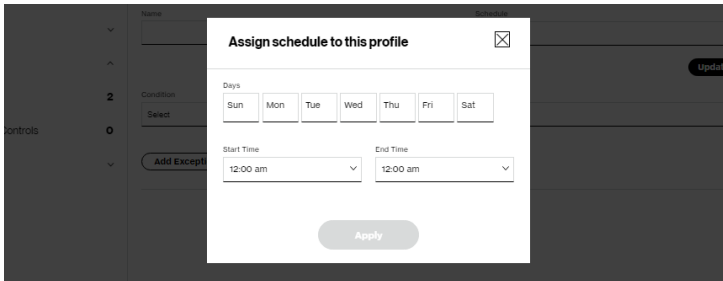 Name Schedule
Assign schedule to this profile
Updat
Days
2 Condition
Sun Mon Tue Wed Thu Fri Sat
Select
Controls 0
Start Time End Time
Add Excepti
12:00 am 12:00 am
Apply